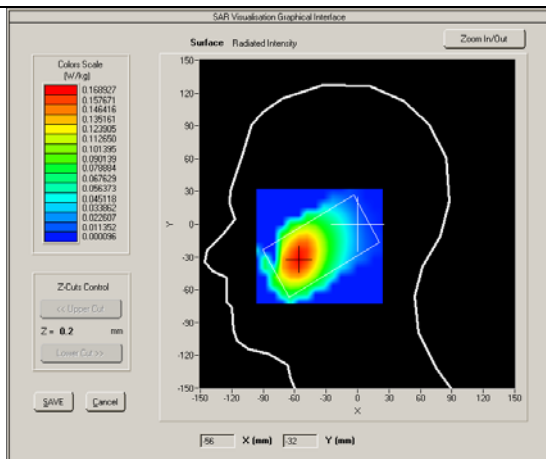 SAR Visualisation Graphical Interface
Surface Radiated Intensity
Zoom In/Out
Colors Scale
(W/kg)
0.168927
0.157671
0.146416
0.135161
0.123905
0.112650
0.101395
0.090139
0.078884
0.067629
0.056373
0.045118
0.033862
0.022607
0.011352
0.000096
Z-Cuts Control
<< Upper Cut
Z = 0.2 mm
Lower Cut >>
SAVE Cancel
150
120
90
60
30
0
-30
-60
-90
-120
-150
Y
-150 -120 -90 -60 -30 0 30 60 90 120 150
X
-56 X (mm) -32 Y (mm)